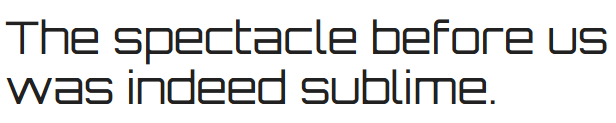 The spectacle before us
was indeed sublime.